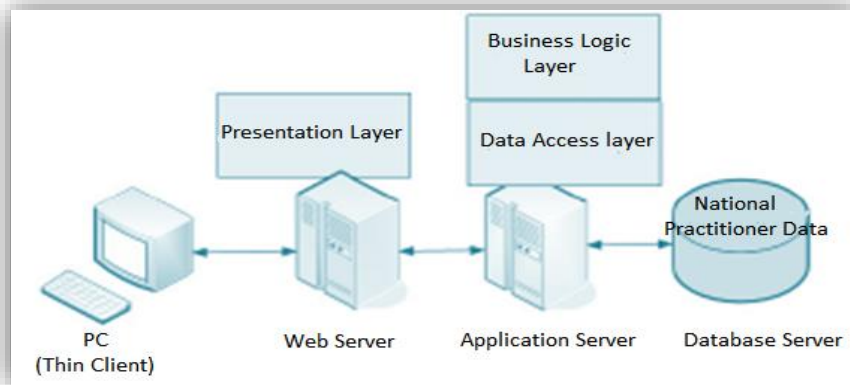 Business Logic
Layer
Presentation Layer
Data Access layer
National
Practitioner Data
PC
(Thin Client)
Web Server
Application Server
Database Server